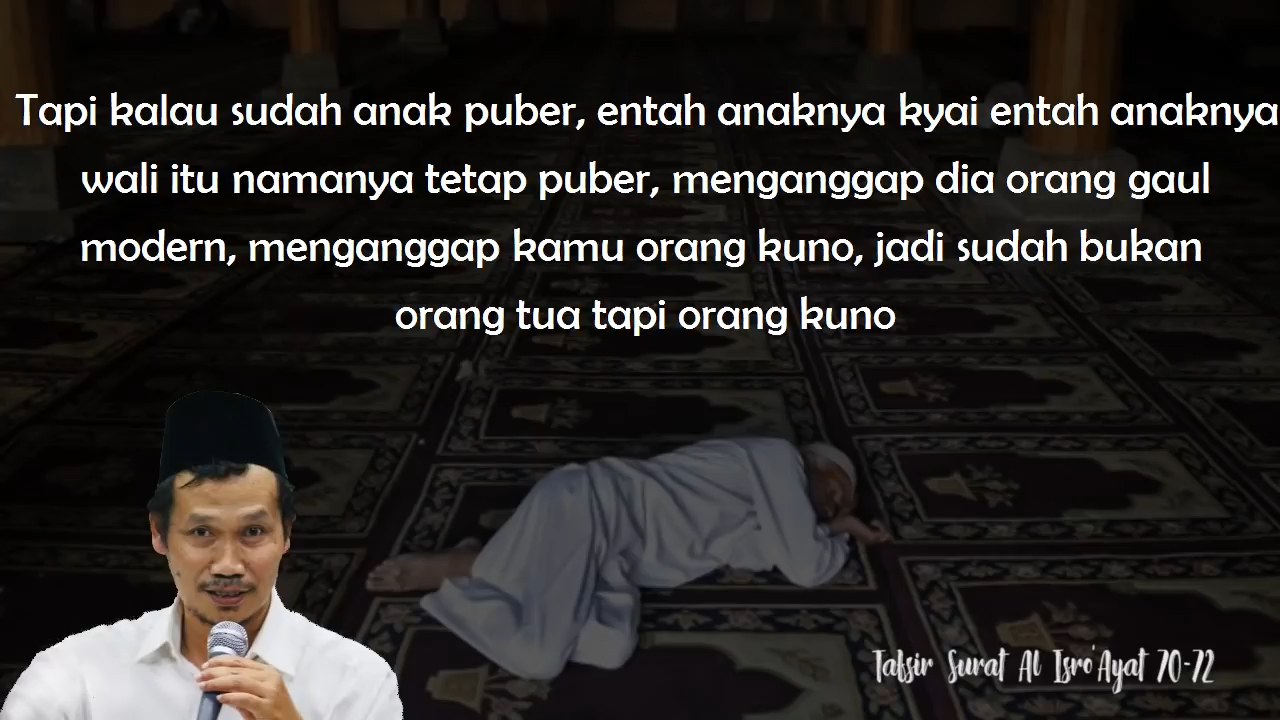 Tapi kalau sudah anak puber, entah anaknya kyai entah anaknya
wali itu namanya tetap puber, menganggap dia orang gaul
modern, menganggap kamu orang kuno, jadi sudah bukan
orang tua tapi orang kuno
Tafsir Surat Al Isro' Ayat 70-72